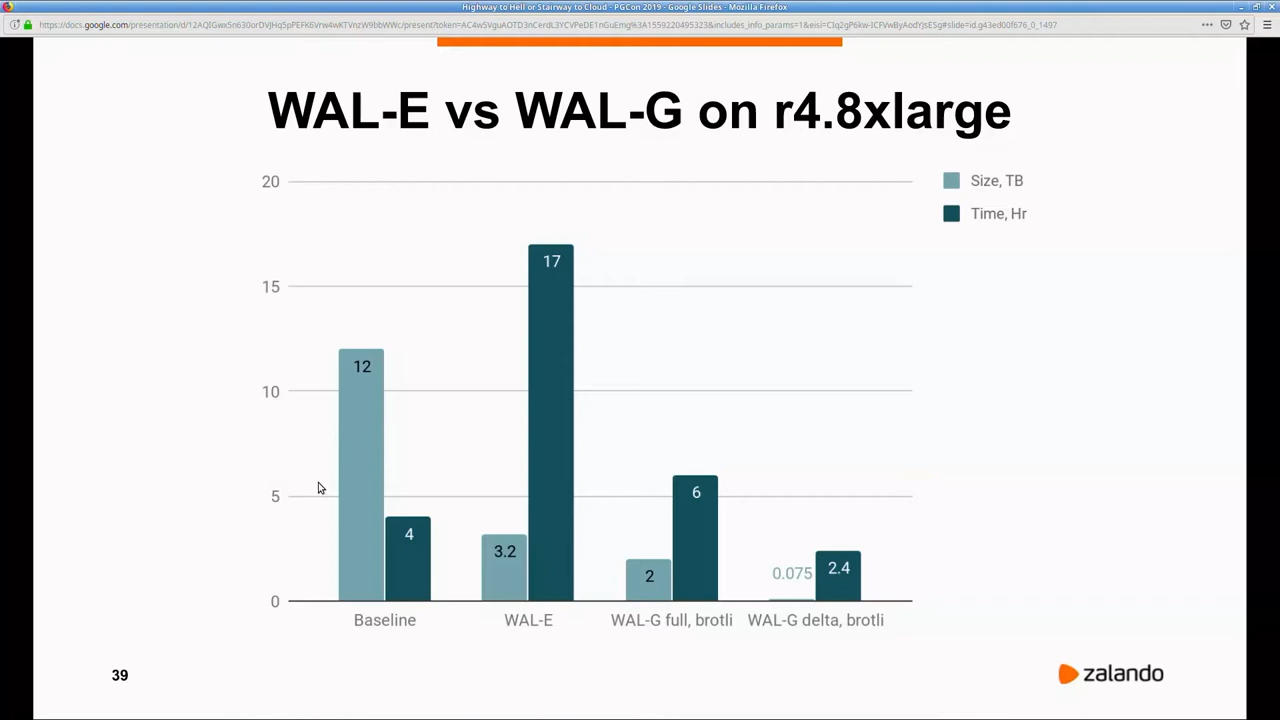 Highway to Hell or Stairway to Cloud - PGCon 2019 - Google Slides - Mozilla Firefox
WAL-E vs WAL-G on r4.8xlarge
Size, TB
Time, Hr
20
15
10
5
0
12
4
3.2
17
2
6
0.075
2.4
Baseline
WAL-E
WAL-G full, brotli
WAL-G delta, brotli
39
zalando